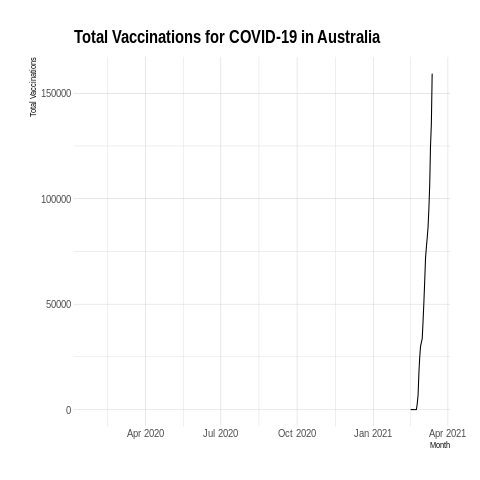 Total Vaccinations for COVID-19 in Australia
Total Vaccinations
150000
100000
50000
0
Apr 2020 Jul 2020 Oct 2020 Jan 2021 Apr 2021
Month